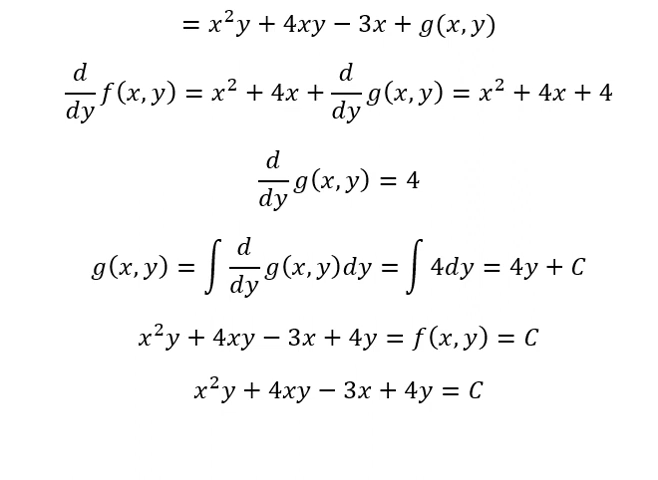 = x²y + 4xy − 3x + g(x, y)
d/dy f(x, y) = x² + 4x + d/dy g(x, y) = x² + 4x + 4
d/dy g(x, y) = 4
g(x, y) = ∫ d/dy g(x, y)dy = ∫ 4dy = 4y + C
x²y + 4xy − 3x + 4y = f(x, y) = C
x²y + 4xy − 3x + 4y = C